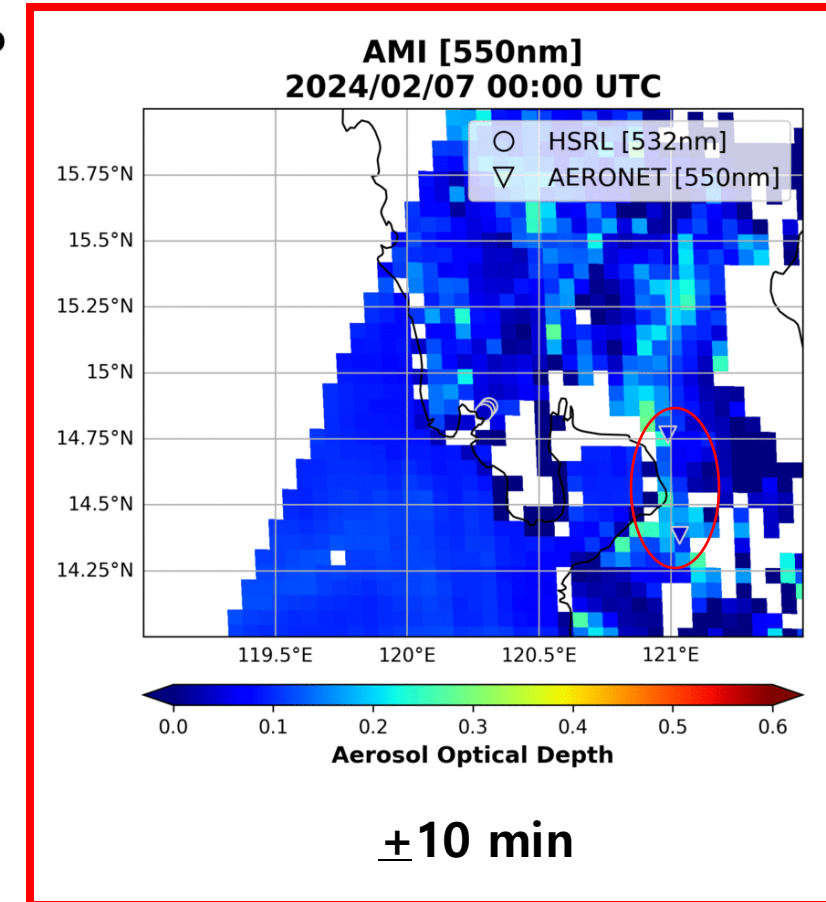 AMI [550nm]
2024/02/07 00:00 UTC
HSRL [532nm]
AERONET [550nm]
15.75°N
15.5°N
15.25°N
15°N
14.75°N
14.5°N
14.25°N
119.5°E 120°E 120.5°E 121°E
0.0 0.1 0.2 0.3 0.4 0.5 0.6
Aerosol Optical Depth
±10 min